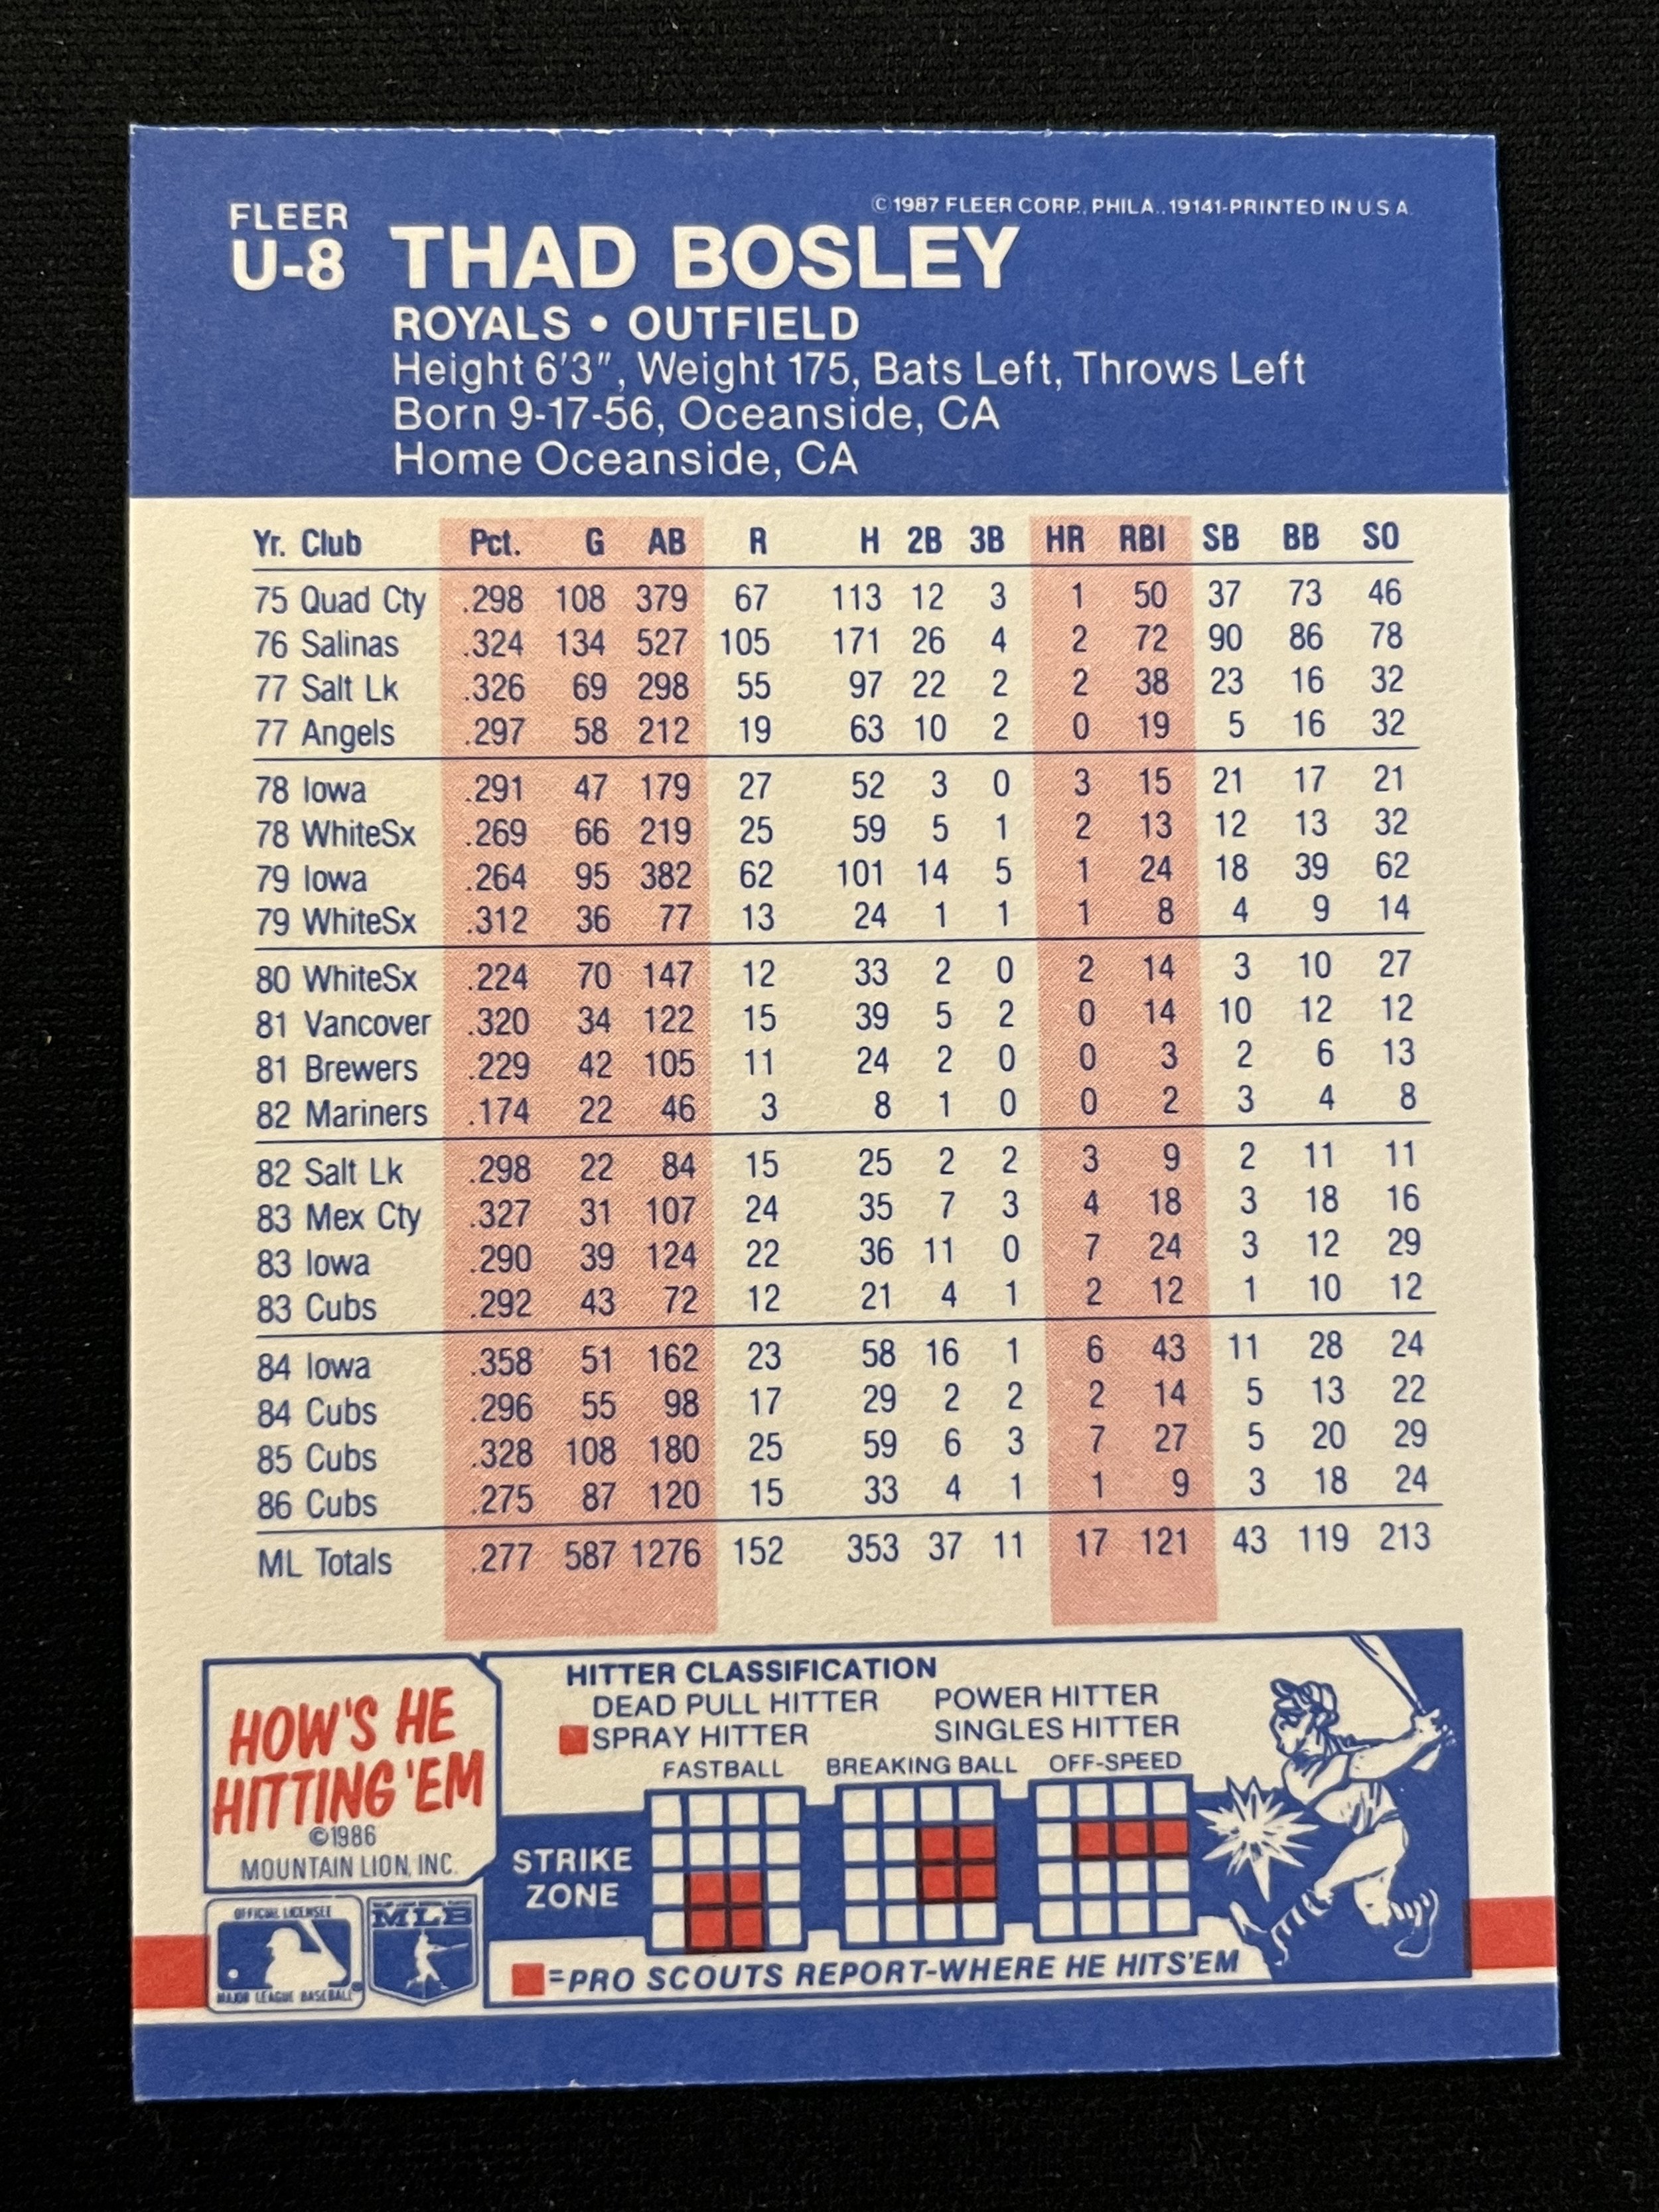 ©1987 FLEER CORP., PHILA., 19141-PRINTED IN U.S.A.
FLEER
U-8
THAD BOSLEY
ROYALS • OUTFIELD
Height 6'3", Weight 175, Bats Left, Throws Left
Born 9-17-56, Oceanside, CA
Home Oceanside, CA
Yr. Club Pct. G AB R H 2B 3B HR RBI SB BB SO
75 Quad Cty .298 108 379 67 113 12 3 1 50 37 73 46
76 Salinas .324 134 527 105 171 26 4 2 72 90 86 78
77 Salt Lk .326 69 298 55 97 22 2 2 38 23 16 32
77 Angels .297 58 212 19 63 10 2 0 19 5 16 32
78 Iowa .291 47 179 27 52 3 0 3 15 21 17 21
78 WhiteSx .269 66 219 25 59 5 1 2 13 12 13 32
79 Iowa .264 95 382 62 101 14 5 1 24 18 39 62
79 WhiteSx .312 36 77 13 24 1 1 1 8 4 9 14
80 WhiteSx .224 70 147 12 33 2 0 2 14 3 10 27
81 Vancover .320 34 122 15 39 5 2 0 14 10 12 12
81 Brewers .229 42 105 11 24 2 0 0 3 2 6 13
82 Mariners .174 22 46 3 8 1 0 0 2 3 4 8
82 Salt Lk .298 22 84 15 25 2 2 3 9 2 11 11
83 Mex Cty .327 31 107 24 35 7 3 4 18 3 18 16
83 Iowa .290 39 124 22 36 11 0 7 24 3 12 29
83 Cubs .292 43 72 12 21 4 1 2 12 1 10 12
84 Iowa .358 51 162 23 58 16 1 6 43 11 28 24
84 Cubs .296 55 98 17 29 2 2 2 14 5 13 22
85 Cubs .328 108 180 25 59 6 3 7 27 5 20 29
86 Cubs .275 87 120 15 33 4 1 1 9 3 18 24
ML Totals .277 587 1276 152 353 37 11 17 121 43 119 213
HOW'S HE
HITTING 'EM
©1986
MOUNTAIN LION, INC.
HITTER CLASSIFICATION
DEAD PULL HITTER POWER HITTER
SPRAY HITTER SINGLES HITTER
FASTBALL BREAKING BALL OFF-SPEED
STRIKE
ZONE
=PRO SCOUTS REPORT-WHERE HE HITS'EM
OFFICIAL LICENSEE
MAJOR LEAGUE BASEBALL®
MLB